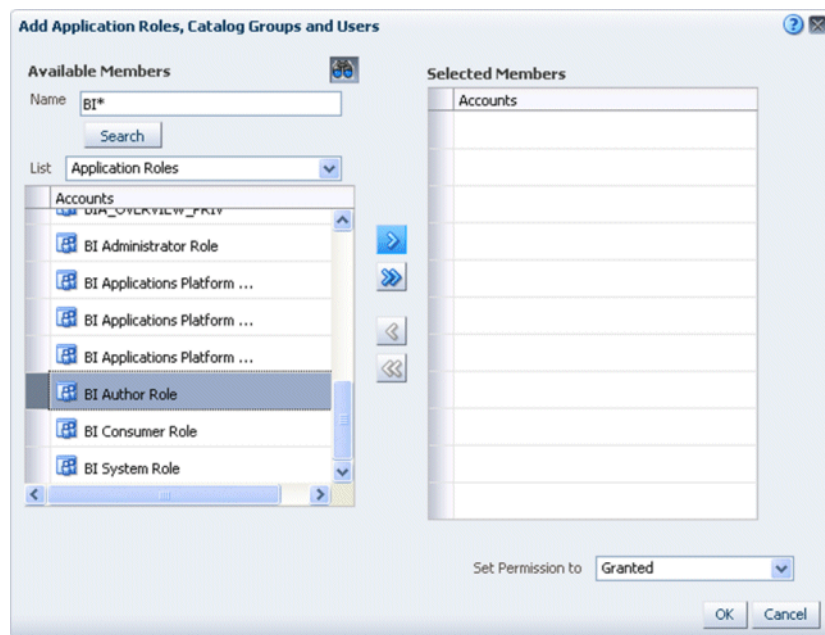 Add Application Roles, Catalog Groups and Users
Available Members
Name
BI*
Search
List
Application Roles
Accounts
BIA_OVERVIEW_PRIV
BI Administrator Role
BI Applications Platform ...
BI Applications Platform ...
BI Applications Platform ...
BI Author Role
BI Consumer Role
BI System Role
Selected Members
Accounts
Set Permission to
Granted
OK
Cancel